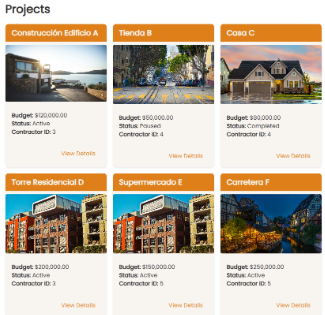 Projects
Construcción Edificio A
Budget: $120,000.00
Status: Active
Contractor ID: 3
View Details
Tienda B
Budget: $50,000.00
Status: Paused
Contractor ID: 4
View Details
Casa C
Budget: $80,000.00
Status: Completed
Contractor ID: 4
View Details
Torre Residencial D
Budget: $200,000.00
Status: Active
Contractor ID: 3
View Details
Supermercado E
Budget: $150,000.00
Status: Active
Contractor ID: 5
View Details
Carretera F
Budget: $250,000.00
Status: Active
Contractor ID: 5
View Details